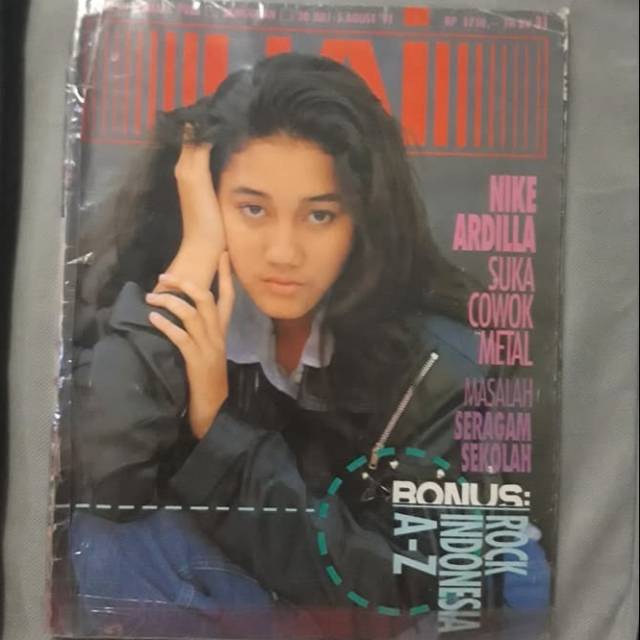 30 JULI - 5 AGUST '91
HAI
NIKE
ARDILLA
SUKA
COWOK
METAL
MASALAH
SERAGAM
SEKOLAH
BONUS:
ROCK
INDONESIA
A-Z